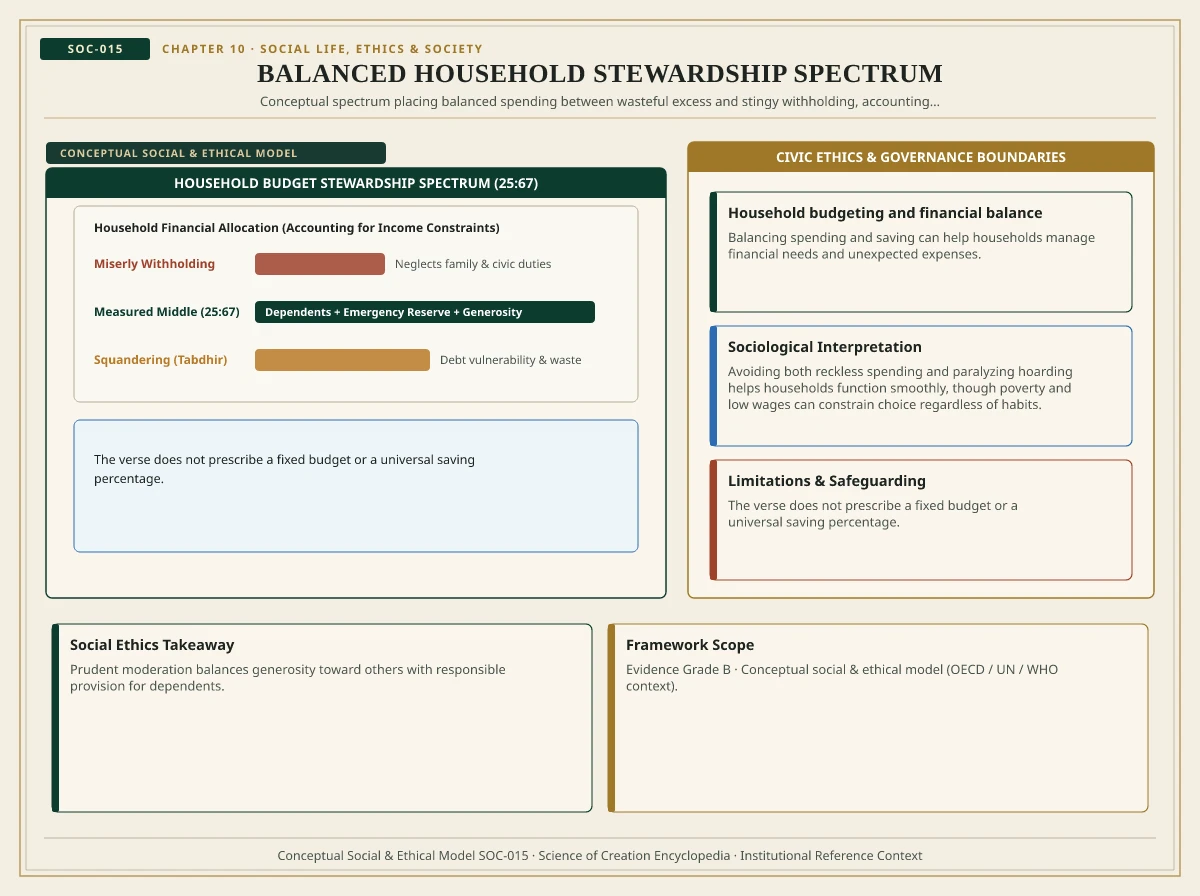 SOC-015
CHAPTER 10 · SOCIAL LIFE, ETHICS & SOCIETY
BALANCED HOUSEHOLD STEWARDSHIP SPECTRUM
Conceptual spectrum placing balanced spending between wasteful excess and stingy withholding, accounting...
CONCEPTUAL SOCIAL & ETHICAL MODEL
HOUSEHOLD BUDGET STEWARDSHIP SPECTRUM (25:67)
Household Financial Allocation (Accounting for Income Constraints)
Miserly Withholding
Neglects family & civic duties
Measured Middle (25:67)
Dependents + Emergency Reserve + Generosity
Squandering (Tabdhir)
Debt vulnerability & waste
The verse does not prescribe a fixed budget or a universal saving
percentage.
CIVIC ETHICS & GOVERNANCE BOUNDARIES
Household budgeting and financial balance
Balancing spending and saving can help households manage
financial needs and unexpected expenses.
Sociological Interpretation
Avoiding both reckless spending and paralyzing hoarding
helps households function smoothly, though poverty and
low wages can constrain choice regardless of habits.
Limitations & Safeguarding
The verse does not prescribe a fixed budget or a
universal saving percentage.
Social Ethics Takeaway
Prudent moderation balances generosity toward others with responsible
provision for dependents.
Framework Scope
Evidence Grade B · Conceptual social & ethical model (OECD / UN / WHO
context).
Conceptual Social & Ethical Model SOC-015 · Science of Creation Encyclopedia · Institutional Reference Context